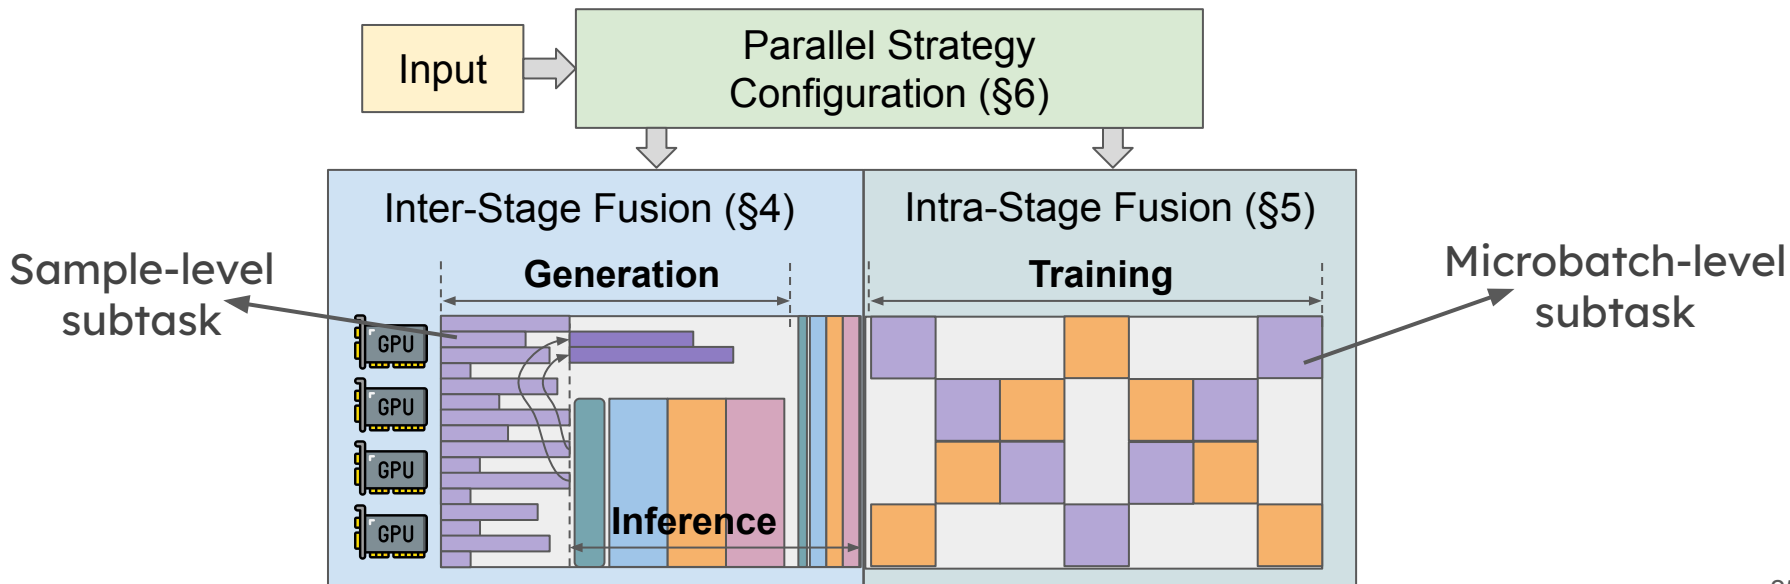 Input
Parallel Strategy
Configuration (§6)
Inter-Stage Fusion (§4)
Intra-Stage Fusion (§5)
Sample-level
subtask
Generation
Training
Microbatch-level
subtask
GPU
GPU
GPU
GPU
Inference